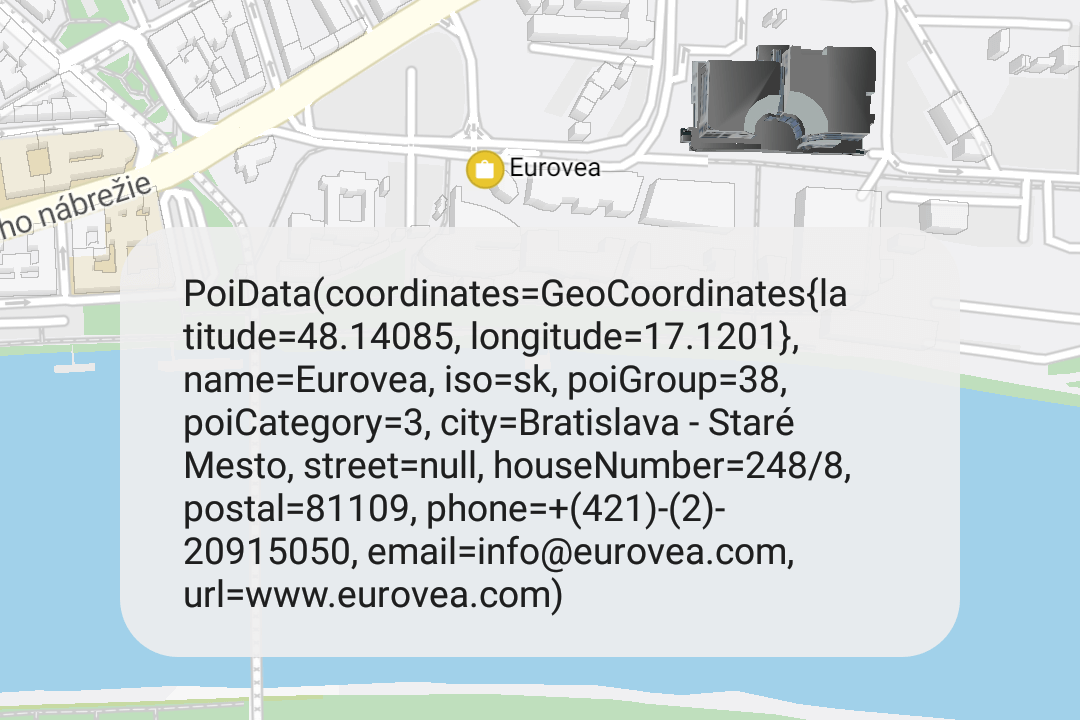 Eurovea
ho nábrežie
PoiData(coordinates=GeoCoordinates{la
titude=48.14085, longitude=17.1201},
name=Eurovea, iso=sk, poiGroup=38,
poiCategory=3, city=Bratislava - Staré
Mesto, street=null, houseNumber=248/8,
postal=81109, phone=+(421)-(2)-
20915050, email=info@eurovea.com,
url=www.eurovea.com)